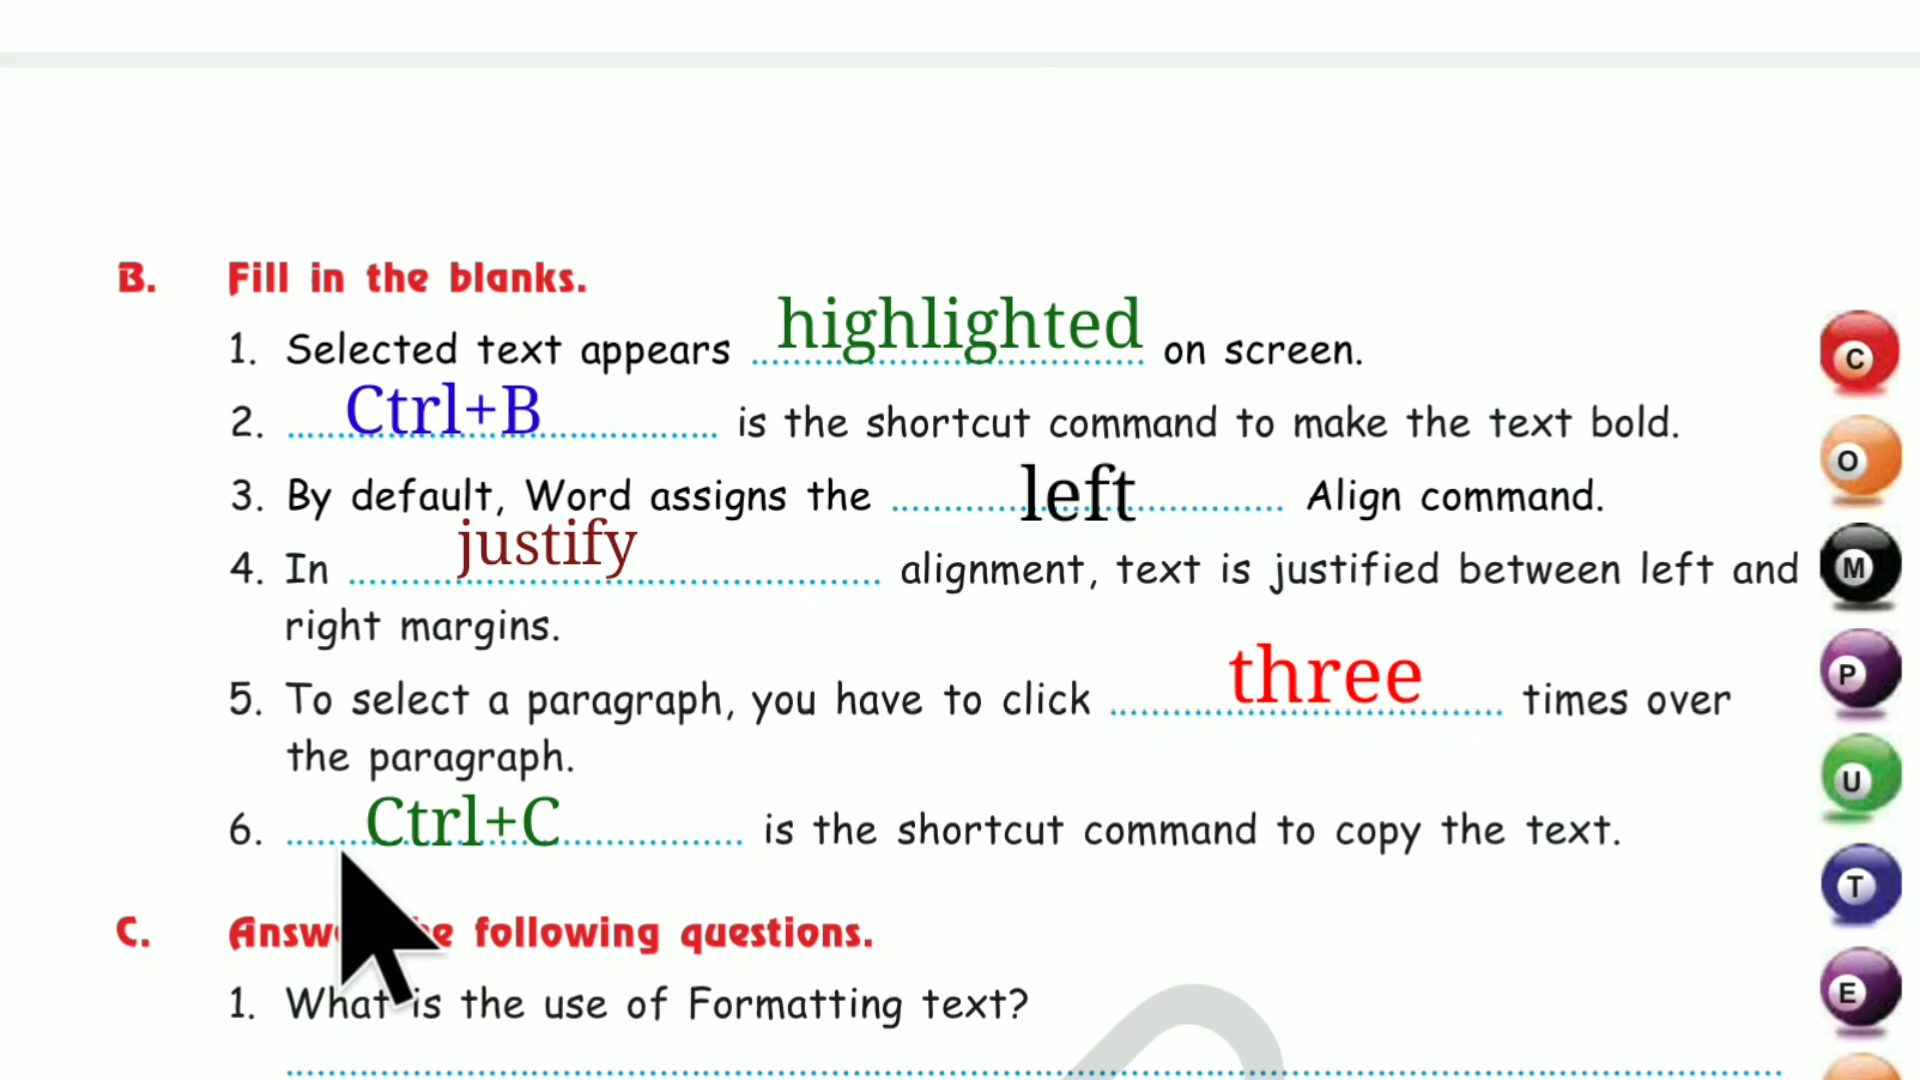 B. Fill in the blanks.
1. Selected text appears highlighted on screen.
2. Ctrl+B is the shortcut command to make the text bold.
3. By default, Word assigns the left Align command.
4. In justify alignment, text is justified between left and
right margins.
5. To select a paragraph, you have to click three times over
the paragraph.
6. Ctrl+C is the shortcut command to copy the text.
C. following questions.
1. What is the use of Formatting text?
C
O
M
P
U
T
E